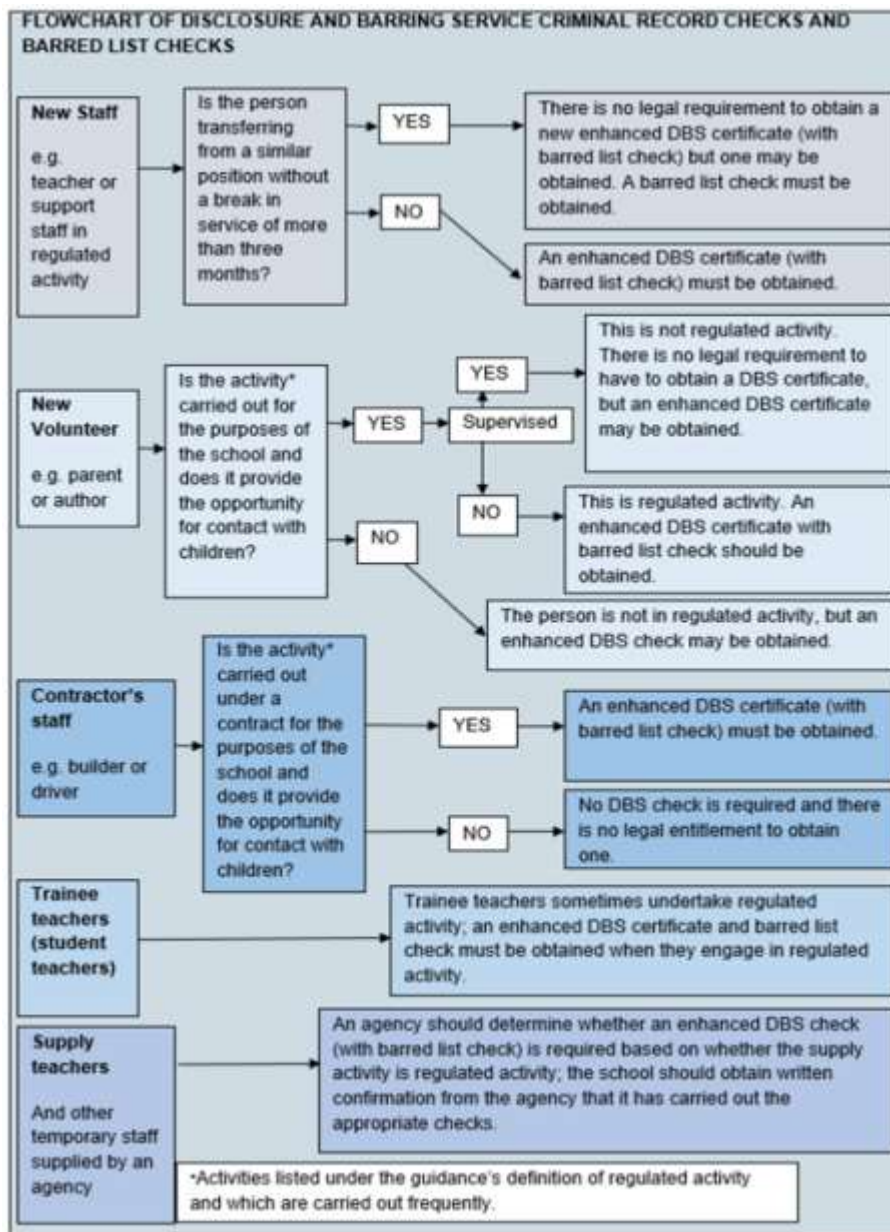 FLOWCHART OF DISCLOSURE AND BARRING SERVICE CRIMINAL RECORD CHECKS AND
BARRED LIST CHECKS
New Staff
e.g.
teacher or
support
staff in
regulated
activity
Is the person
transferring
from a similar
position without
a break in
service of more
than three
months?
YES
There is no legal requirement to obtain a
new enhanced DBS certificate (with
barred list check) but one may be
obtained. A barred list check must be
obtained.
NO
An enhanced DBS certificate (with
barred list check) must be obtained.
New
Volunteer
e.g. parent
or author
Is the activity*
carried out for
the purposes of
the school and
does it provide
the opportunity
for contact with
children?
YES
Supervised
YES
This is not regulated activity.
There is no legal requirement to
have to obtain a DBS certificate,
but an enhanced DBS certificate
may be obtained.
NO
This is regulated activity. An
enhanced DBS certificate with
barred list check should be
obtained.
NO
The person is not in regulated activity, but an
enhanced DBS check may be obtained.
Contractor's
staff
e.g. builder or
driver
Is the activity*
carried out
under a
contract for the
purposes of the
school and
does it provide
the opportunity
for contact with
children?
YES
An enhanced DBS certificate (with
barred list check) must be obtained.
NO
No DBS check is required and there
is no legal entitlement to obtain
one.
Trainee
teachers
(student
teachers)
Trainee teachers sometimes undertake regulated
activity; an enhanced DBS certificate and barred list
check must be obtained when they engage in regulated
activity.
Supply
teachers
And other
temporary staff
supplied by an
agency
An agency should determine whether an enhanced DBS check
(with barred list check) is required based on whether the supply
activity is regulated activity; the school should obtain written
confirmation from the agency that it has carried out the
appropriate checks.
*Activities listed under the guidance's definition of regulated activity
and which are carried out frequently.